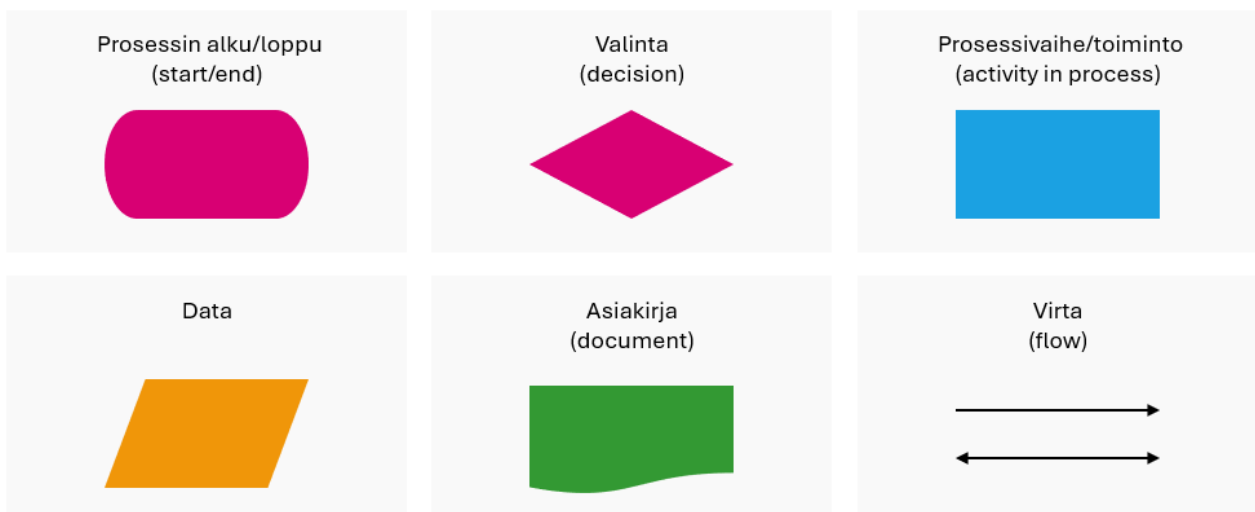 Prosessin alku/loppu
(start/end)
Valinta
(decision)
Prosessivaihe/toiminto
(activity in process)
Data
Asiakirja
(document)
Virta
(flow)